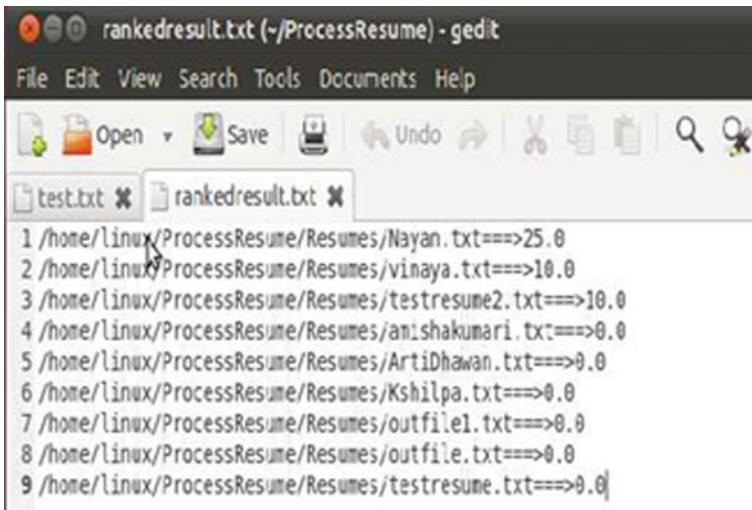 rankedresult.txt (~/ProcessResume) - gedit
File Edit View Search Tools Documents Help
Open Save Undo
test.txt rankedresult.txt
1 /home/linux/ProcessResume/Resumes/Nayan.txt===>25.0
2 /home/linux/ProcessResume/Resumes/vinaya.txt===>10.0
3 /home/linux/ProcessResume/Resumes/testresume2.txt===>10.0
4 /home/linux/ProcessResume/Resumes/amishakumari.txt===>0.0
5 /home/linux/ProcessResume/Resumes/ArtiDhawan.txt===>0.0
6 /home/linux/ProcessResume/Resumes/Kshilpa.txt===>0.0
7 /home/linux/ProcessResume/Resumes/outfile1.txt===>0.0
8 /home/linux/ProcessResume/Resumes/outfile.txt===>0.0
9 /home/linux/ProcessResume/Resumes/testresume.txt===>0.0